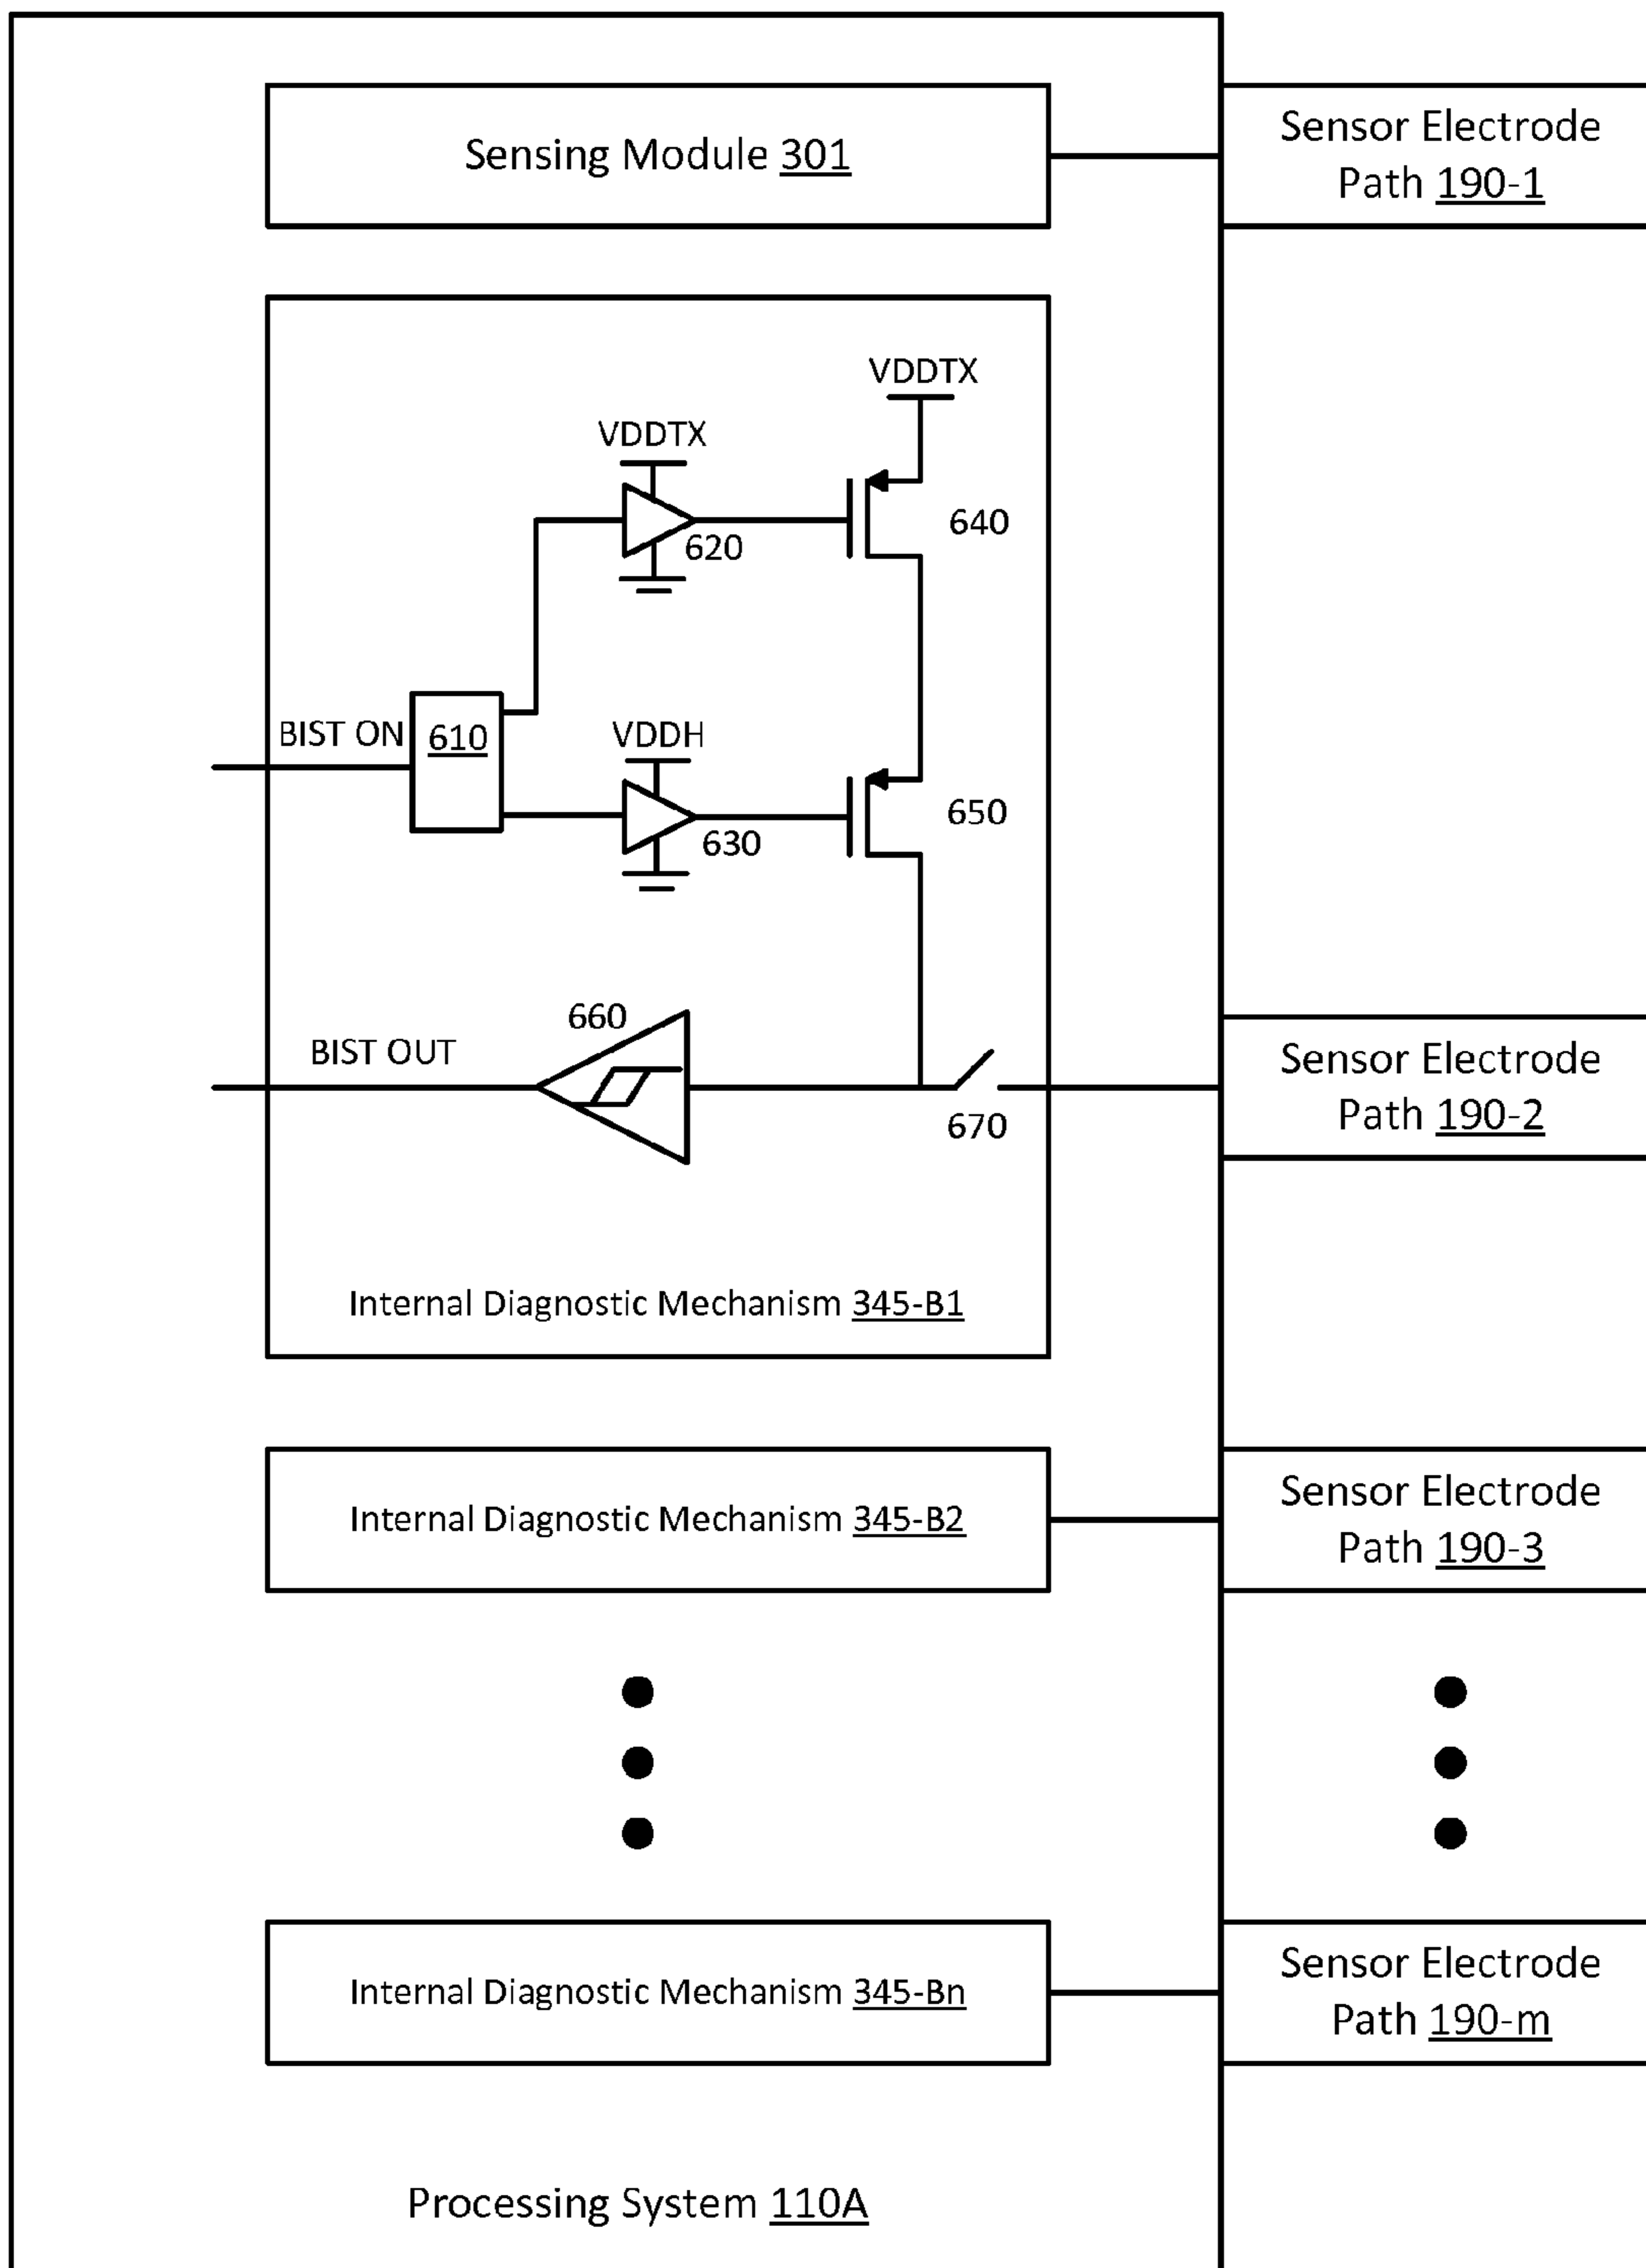 Sensing Module 301
Sensor Electrode
Path 190-1
VDDTX
VDDTX
640
620
BIST ON
610
VDDH
650
630
660
BIST OUT
670
Sensor Electrode
Path 190-2
Internal Diagnostic Mechanism 345-B1
Internal Diagnostic Mechanism 345-B2
Sensor Electrode
Path 190-3
Internal Diagnostic Mechanism 345-Bn
Sensor Electrode
Path 190-m
Processing System 110A